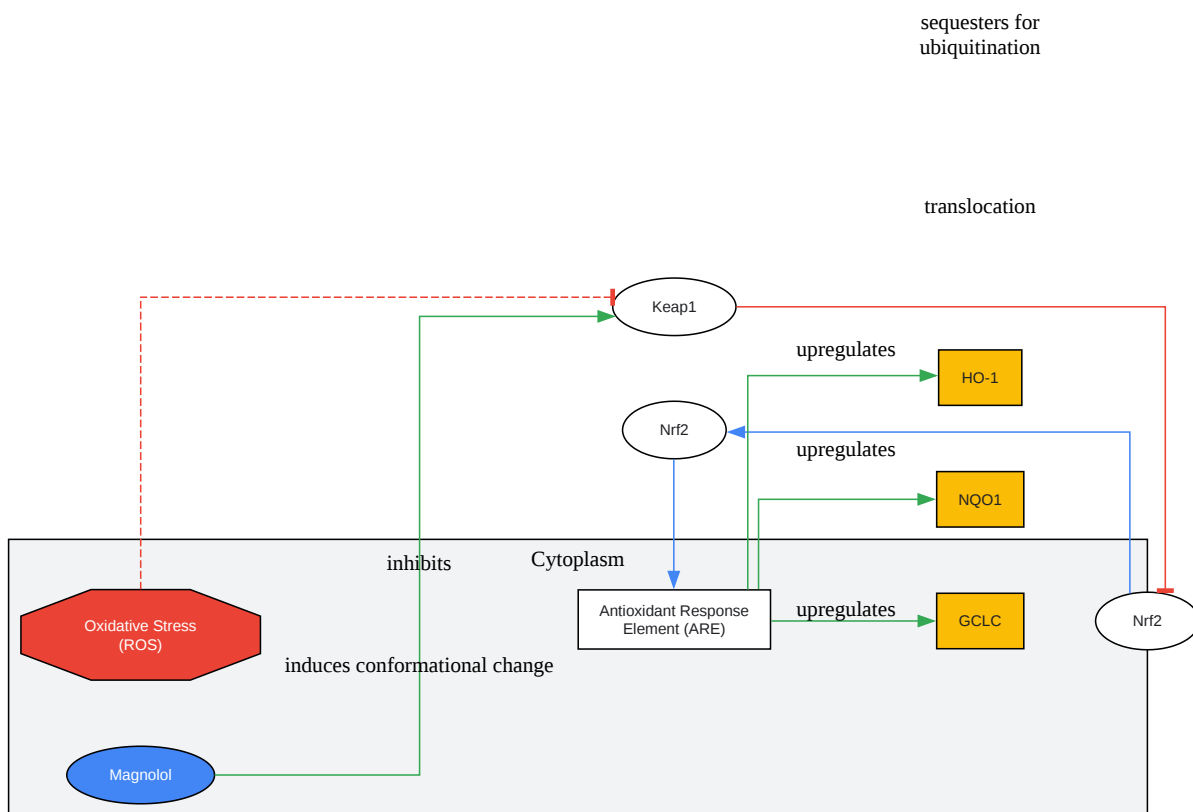 sequesters for
ubiquitination
translocation
Keap1
upregulates
HO-1
Nrf2
upregulates
NQO1
inhibits
Cytoplasm
Antioxidant Response
Element (ARE)
upregulates
GCLC
Nrf2
Oxidative Stress
(ROS)
induces conformational change
Magnolol